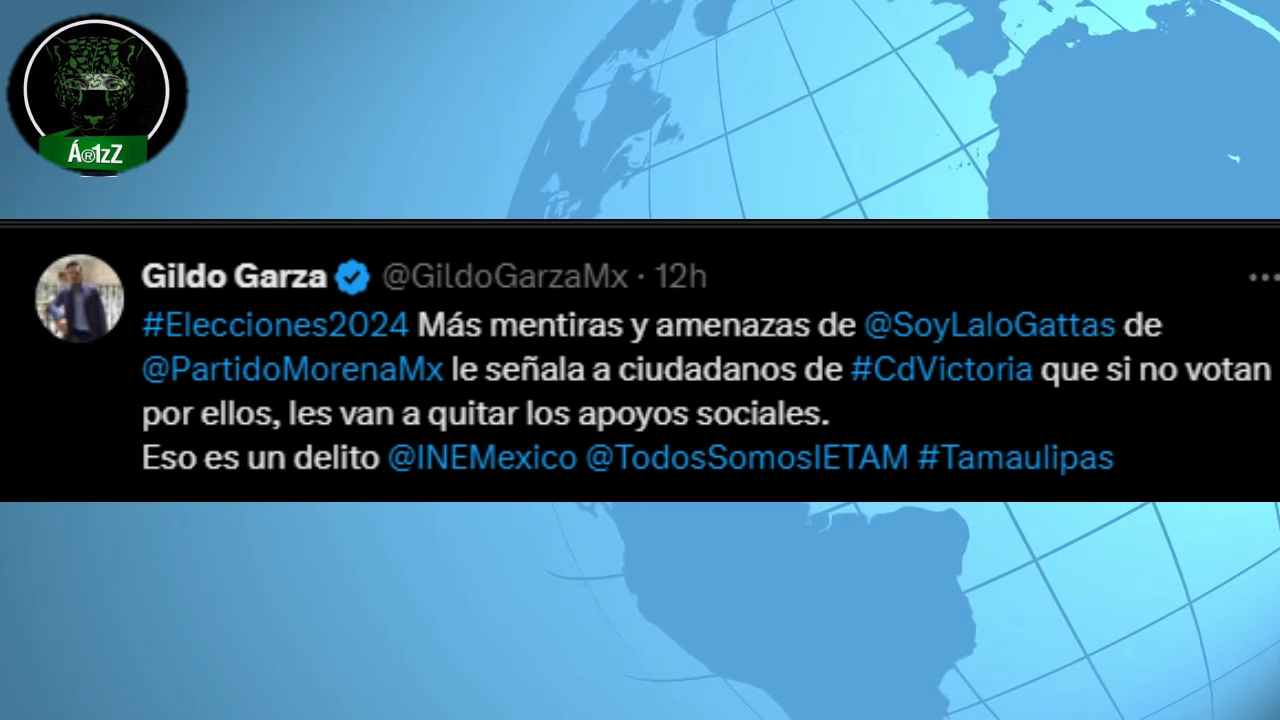 Á®1zZ
Gildo Garza @GildoGarzaMx · 12h
#Elecciones2024 Más mentiras y amenazas de @SoyLaloGattas de
@PartidoMorenaMx le señala a ciudadanos de #CdVictoria que si no votan
por ellos, les van a quitar los apoyos sociales.
Eso es un delito @INEMexico @TodosSomosIETAM #Tamaulipas